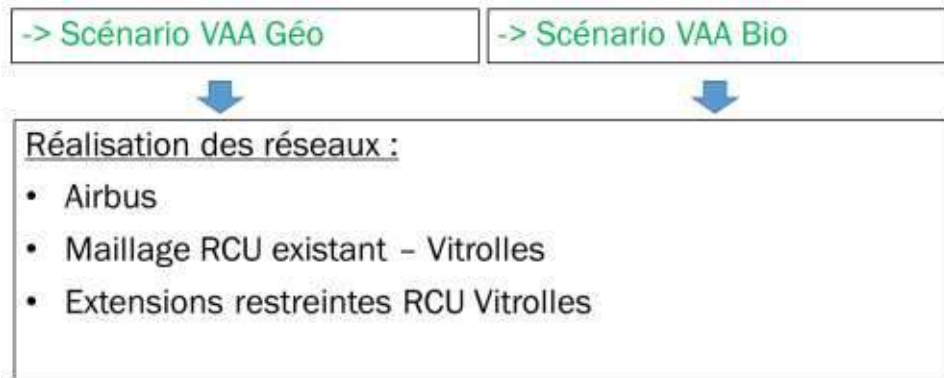 -> Scénario VAA Géo
-> Scénario VAA Bio
Réalisation des réseaux :
• Airbus
• Maillage RCU existant – Vitrolles
• Extensions restreintes RCU Vitrolles